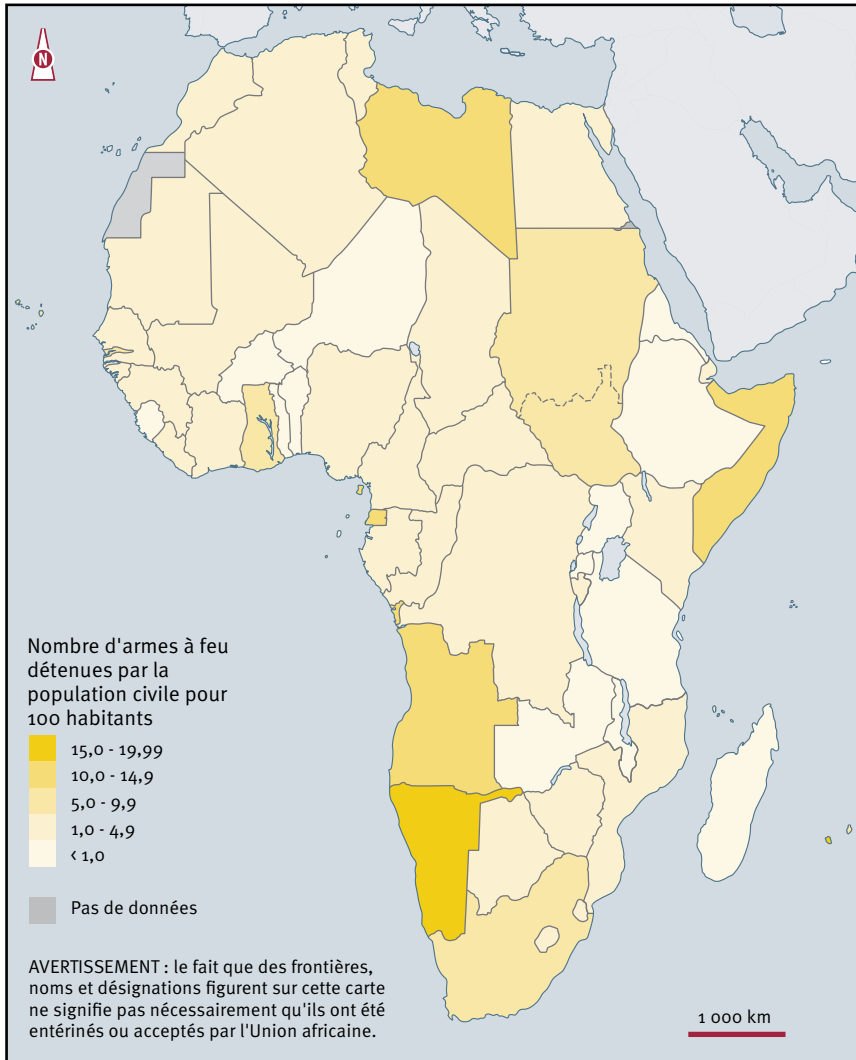 N
Nombre d'armes à feu
détenues par la
population civile pour
100 habitants
15,0 - 19,99
10,0 - 14,9
5,0 - 9,9
1,0 - 4,9
< 1,0
Pas de données
AVERTISSEMENT : le fait que des frontières,
noms et désignations figurent sur cette carte
ne signifie pas nécessairement qu'ils ont été
entérinés ou acceptés par l'Union africaine.
1 000 km